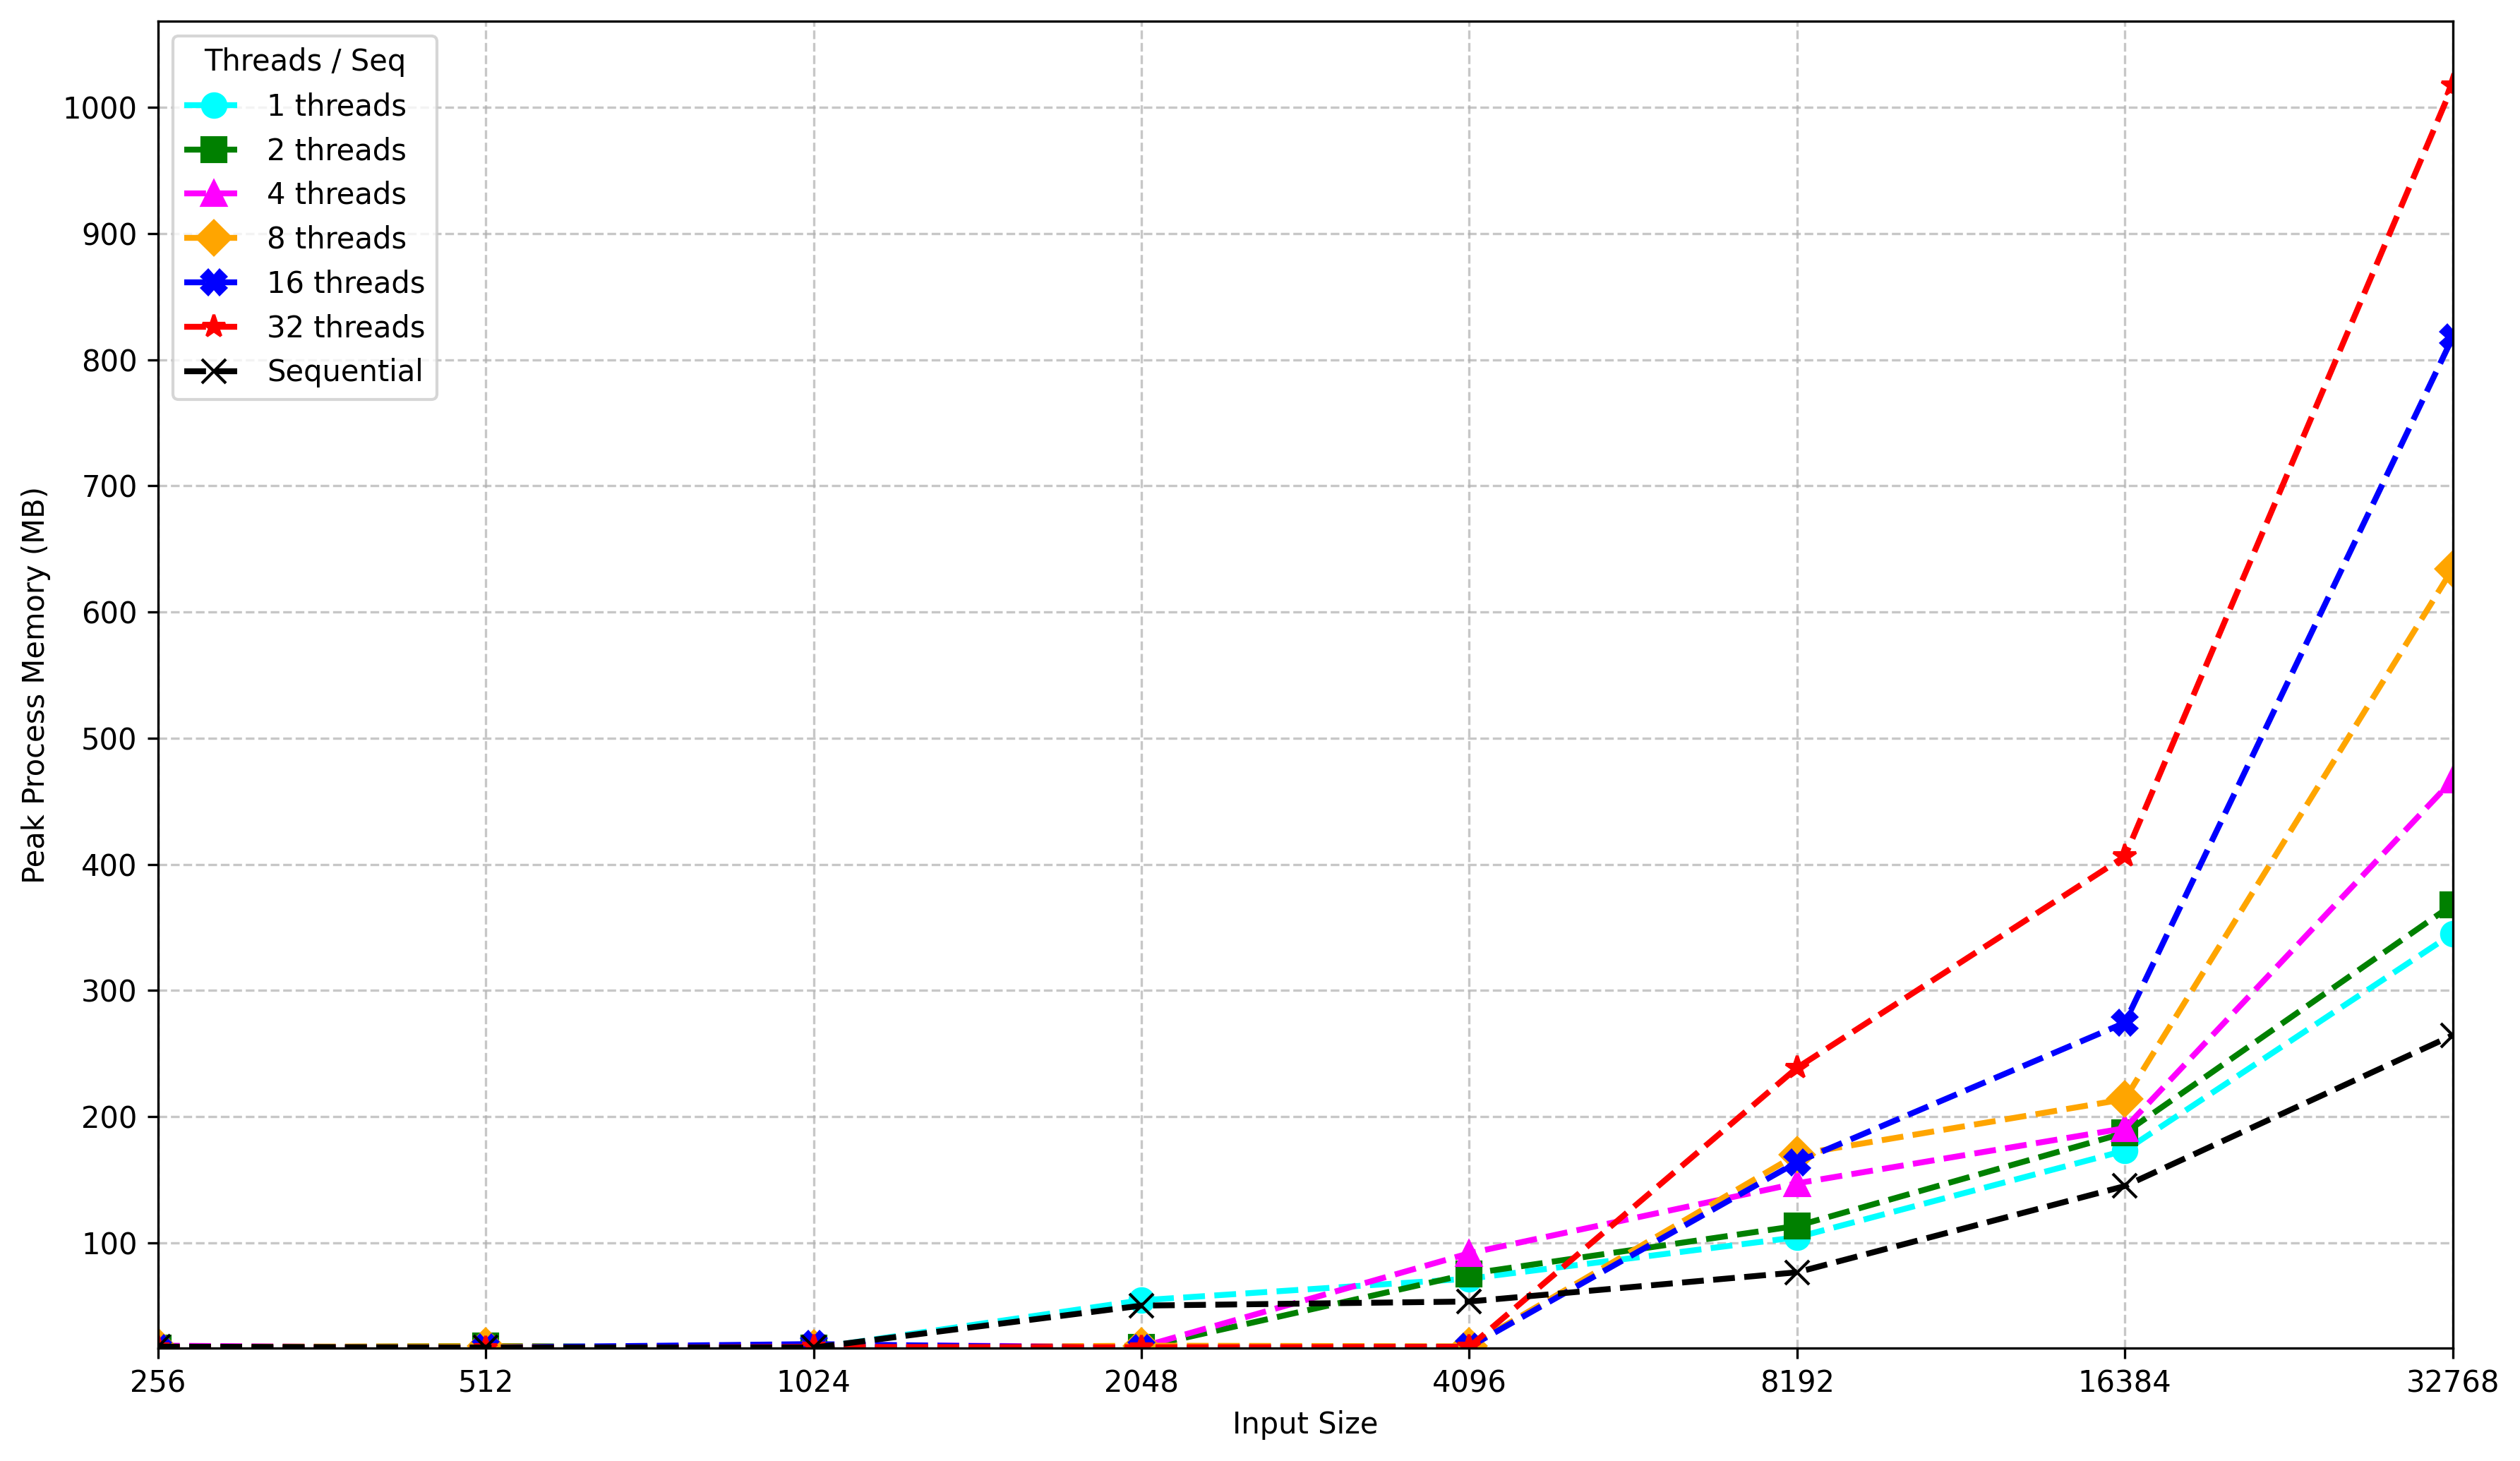 Threads / Seq
1 threads
2 threads
4 threads
8 threads
16 threads
32 threads
Sequential
Peak Process Memory (MB)
1000
900
800
700
600
500
400
300
200
100
256 512 1024 2048 4096 8192 16384 32768
Input Size